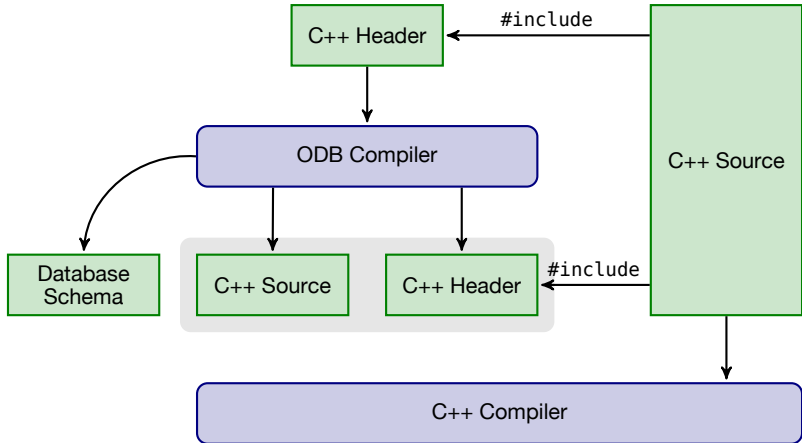 C++ Header
#include
C++ Source
ODB Compiler
Database
Schema
C++ Source
C++ Header
#include
C++ Compiler